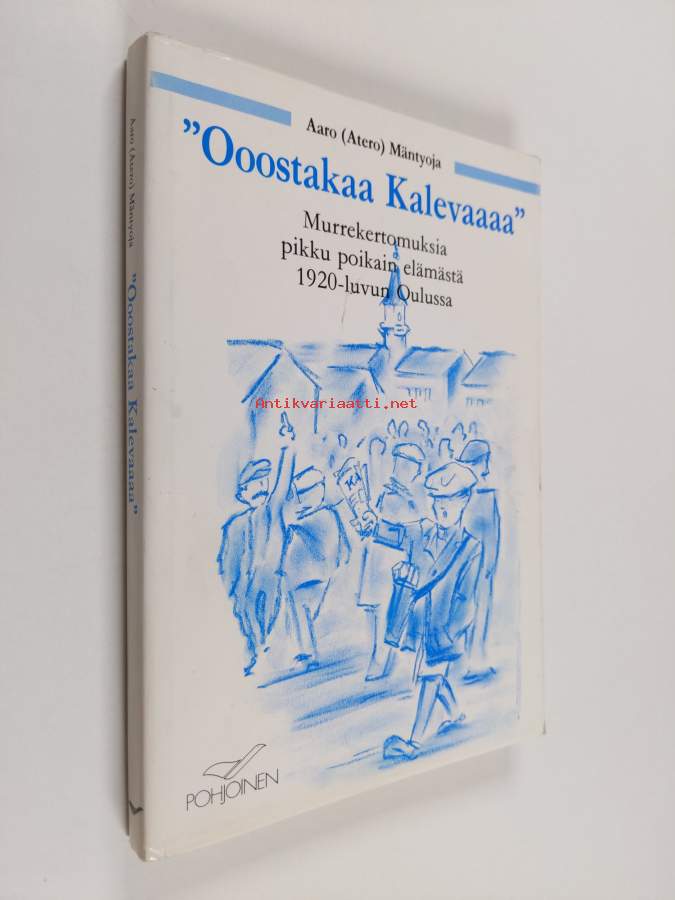 Aaro (Atero) Mäntyoja
”Ooostakaa Kalevaaaa”
Murrekertomuksia
pikku poikain elämästä
1920-luvun Oulussa
Antikvariaatti.net
POHJOINEN
Aaro (Atero) Mäntyoja ”Ooostakaa Kalevaaaa”